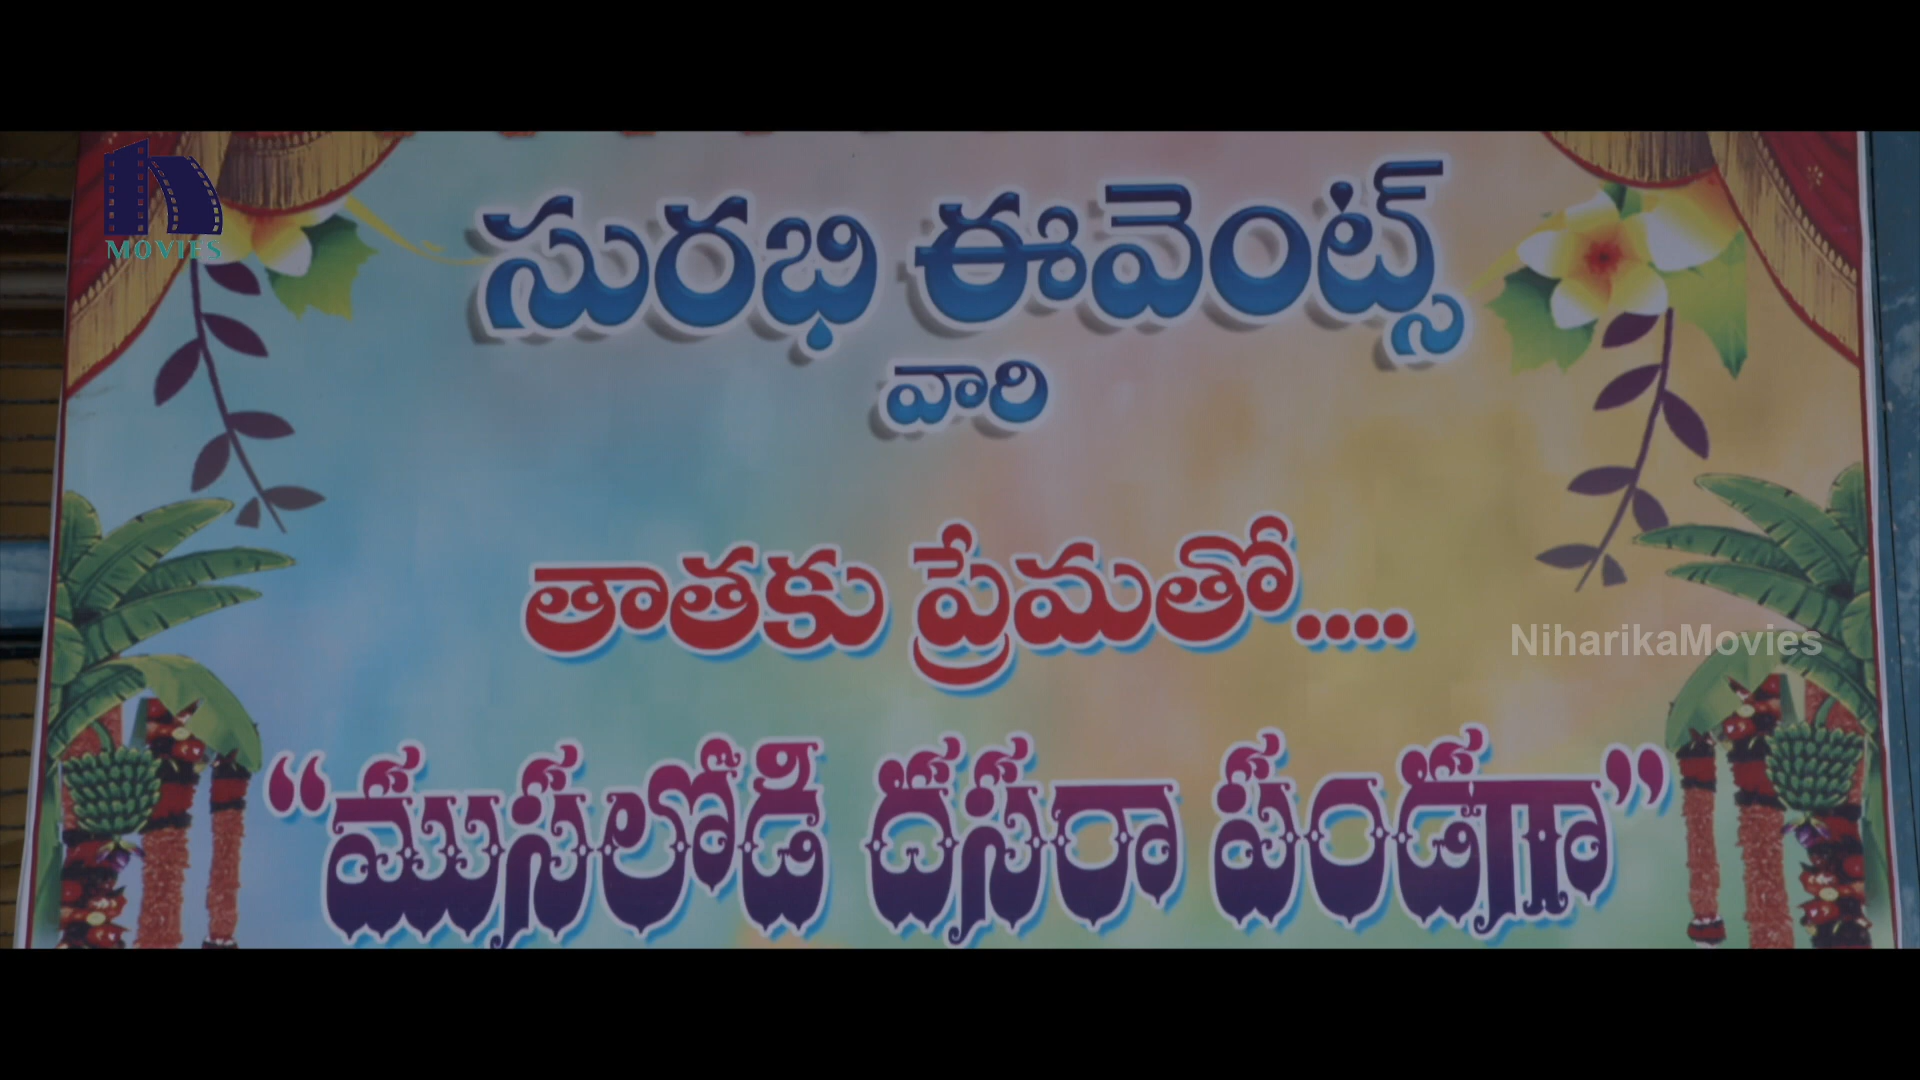 MOVIES
సురభి ఈవెంట్స్
వారి
తాతకు ప్రేమతో....
NiharikaMovies
“ముసలోడి దసరా పండగ”